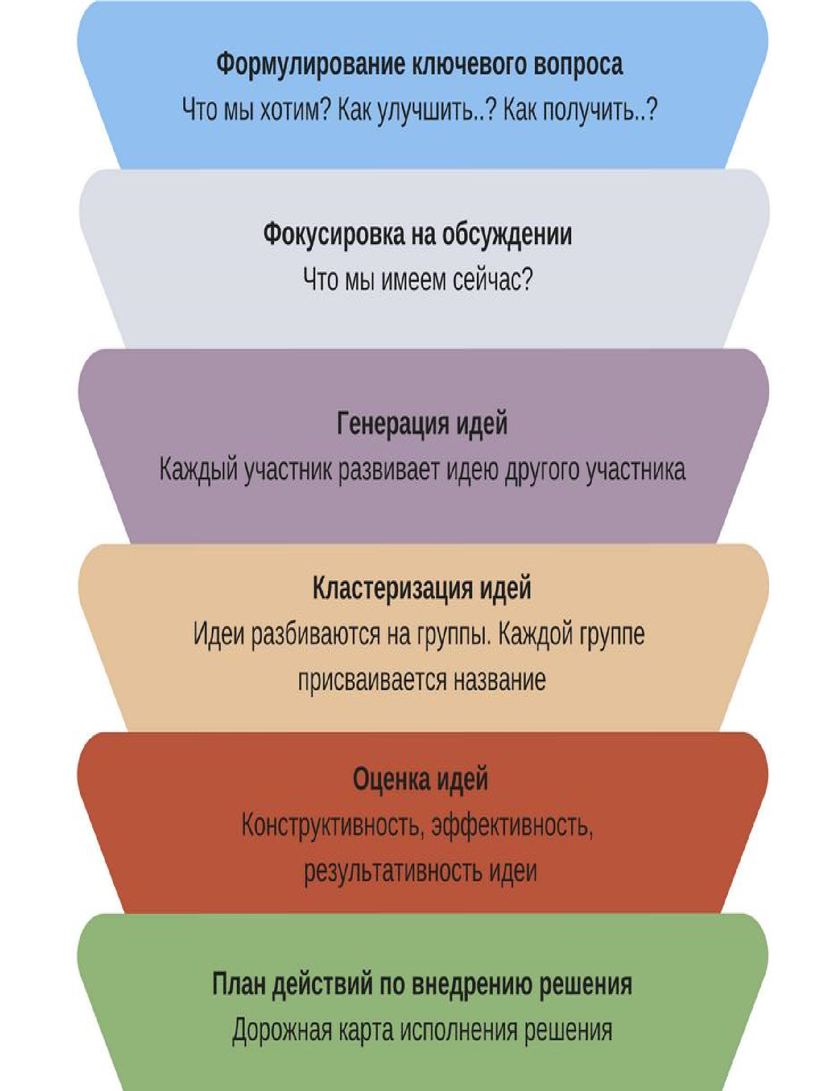 Формулирование ключевого вопроса
Что мы хотим? Как улучшить..? Как получить..?
Фокусировка на обсуждении
Что мы имеем сейчас?
Генерация идей
Каждый участник развивает идею другого участника
Кластеризация идей
Идеи разбиваются на группы. Каждой группе
присваивается название
Оценка идей
Конструктивность, эффективность,
результативность идеи
План действий по внедрению решения
Дорожная карта исполнения решения